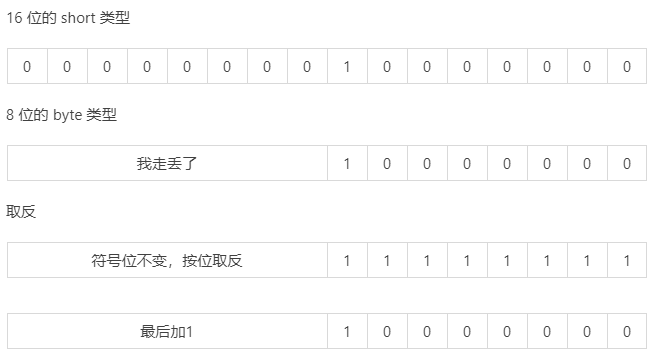 16 位的 short 类型
0 0 0 0 0 0 0 0 1 0 0 0 0 0 0 0
8 位的 byte 类型
我走丢了 1 0 0 0 0 0 0 0
取反
符号位不变，按位取反 1 1 1 1 1 1 1 1
最后加1 1 0 0 0 0 0 0 0